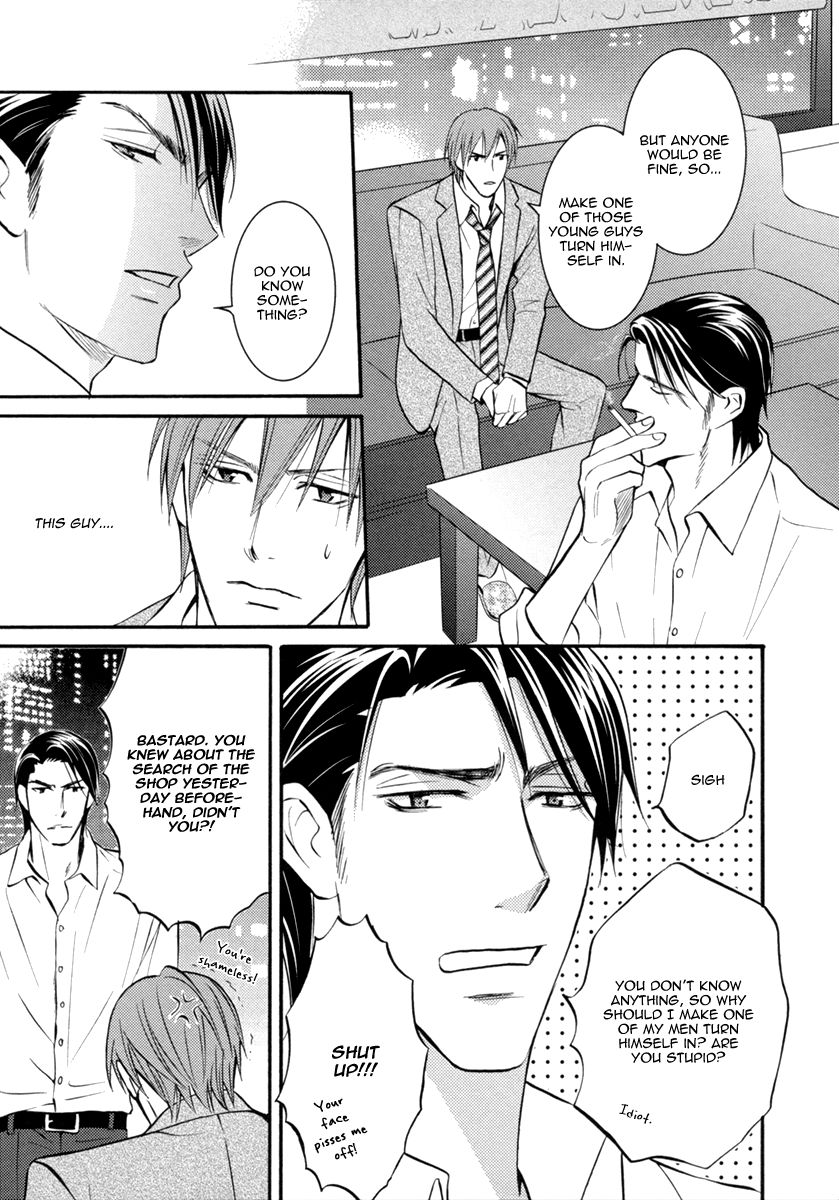 BUT ANYONE
WOULD BE
FINE, SO...
MAKE ONE
OF THOSE
YOUNG GUYS
TURN HIM-
SELF IN.
DO YOU
KNOW
SOME-
THING?
THIS GUY....
SIGH
YOU DON'T KNOW
ANYTHING, SO WHY
SHOULD I MAKE ONE
OF MY MEN TURN
HIMSELF IN? ARE
YOU STUPID?
Idiot.
SHUT
UP!!!
Your
face
pisses me
off!
BASTARD. YOU
KNEW ABOUT THE
SEARCH OF THE
SHOP YESTER-
DAY BEFORE-
HAND, DIDN'T
YOU?!
You're
shameless!